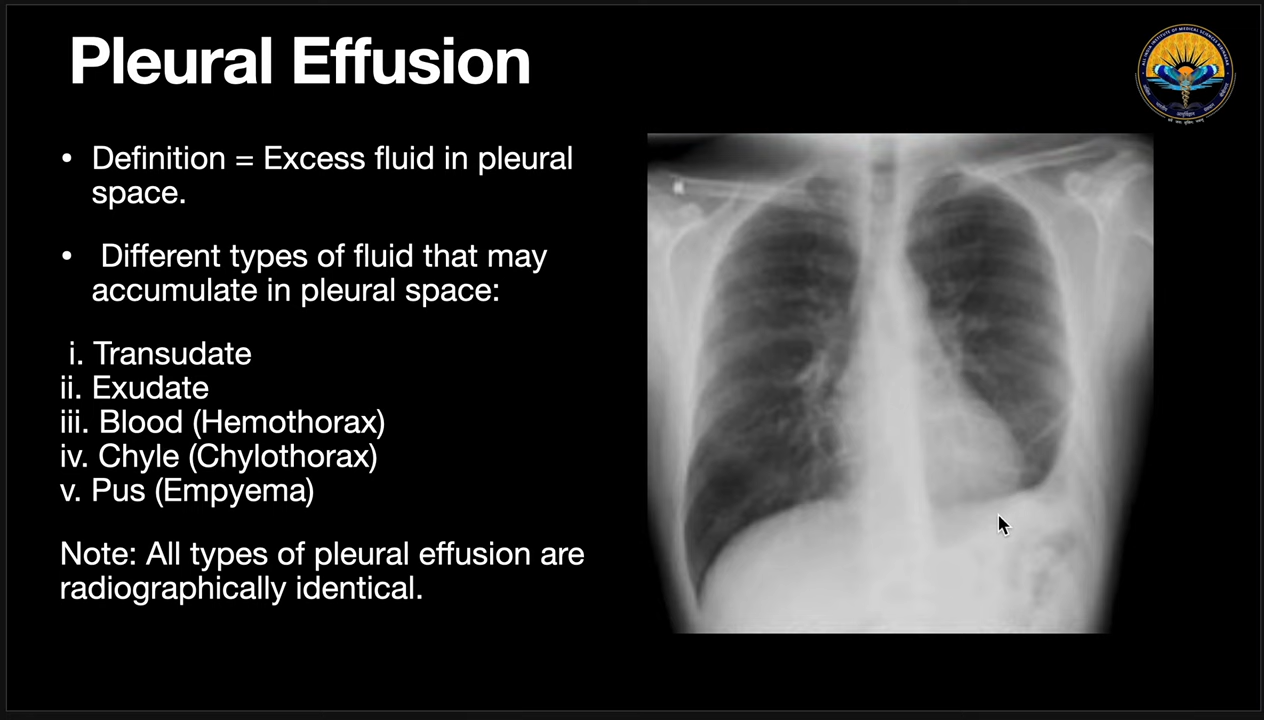 Pleural Effusion
• Definition = Excess fluid in pleural
space.
• Different types of fluid that may
accumulate in pleural space:
i. Transudate
ii. Exudate
iii. Blood (Hemothorax)
iv. Chyle (Chylothorax)
v. Pus (Empyema)
Note: All types of pleural effusion are
radiographically identical.